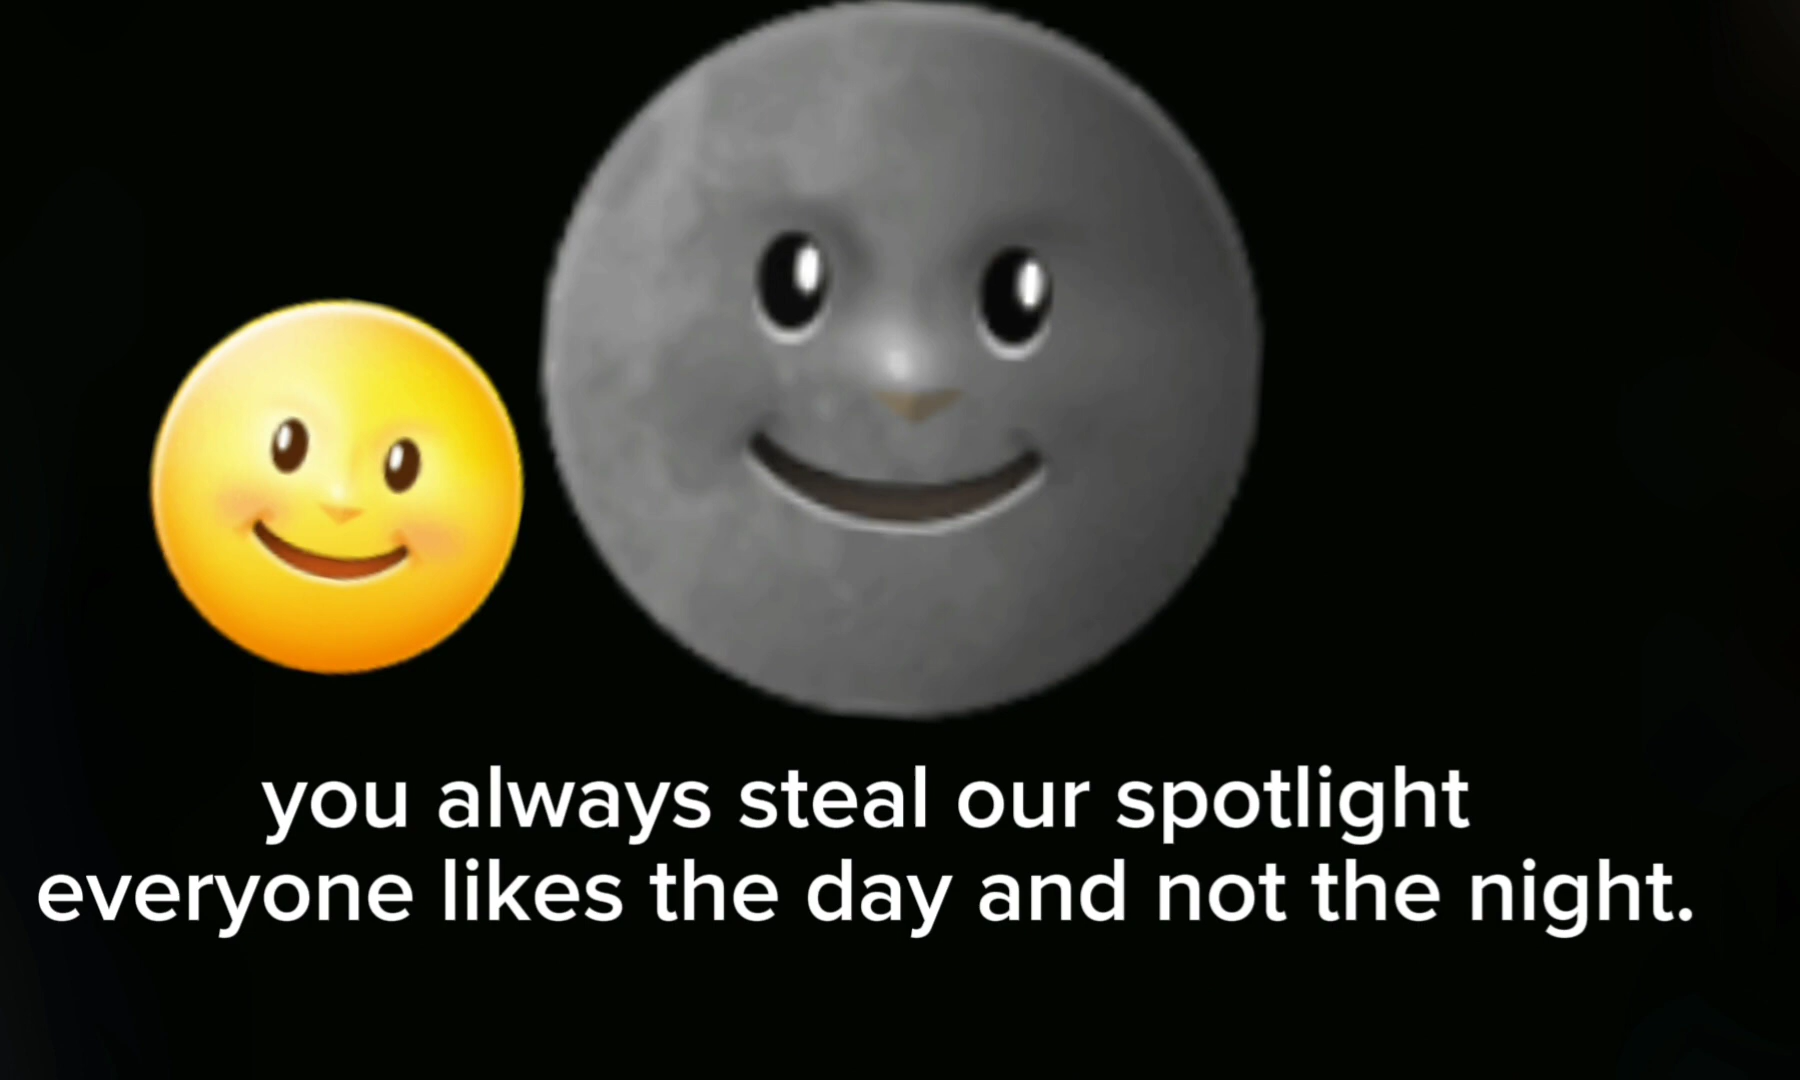 you always steal our spotlight
everyone likes the day and not the night.